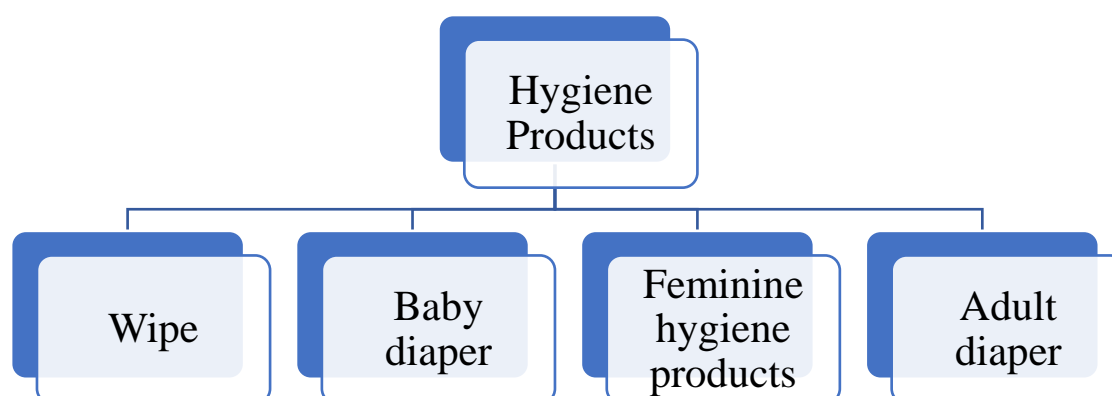 Hygiene
Products
Wipe
Baby
diaper
Feminine
hygiene
products
Adult
diaper